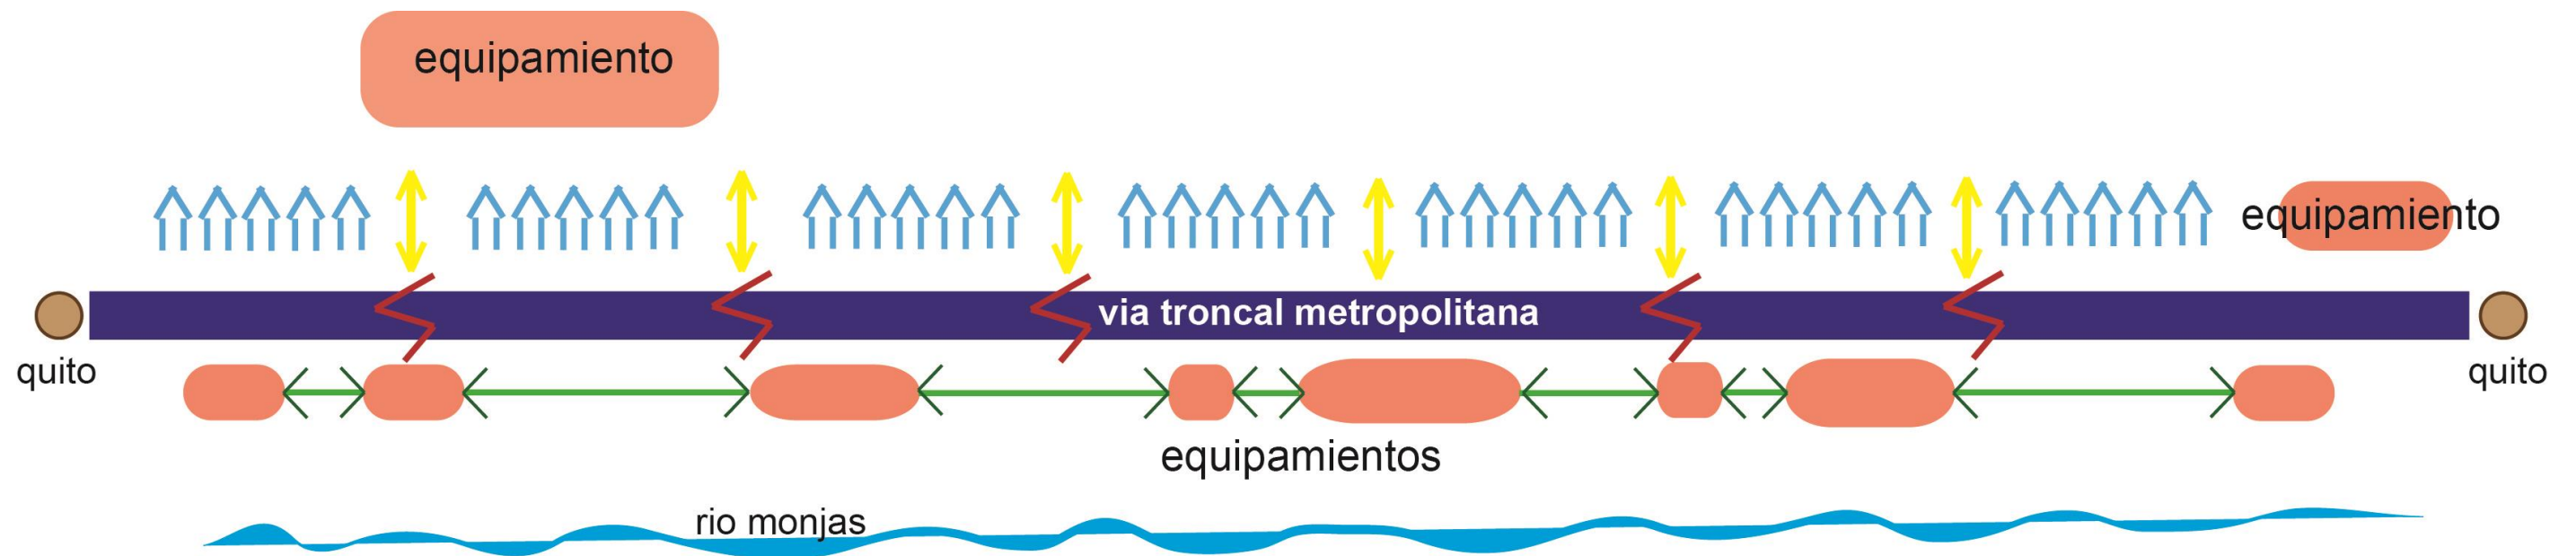 equipamiento
equipamiento
via troncal metropolitana
quito
quito
equipamientos
rio monjas